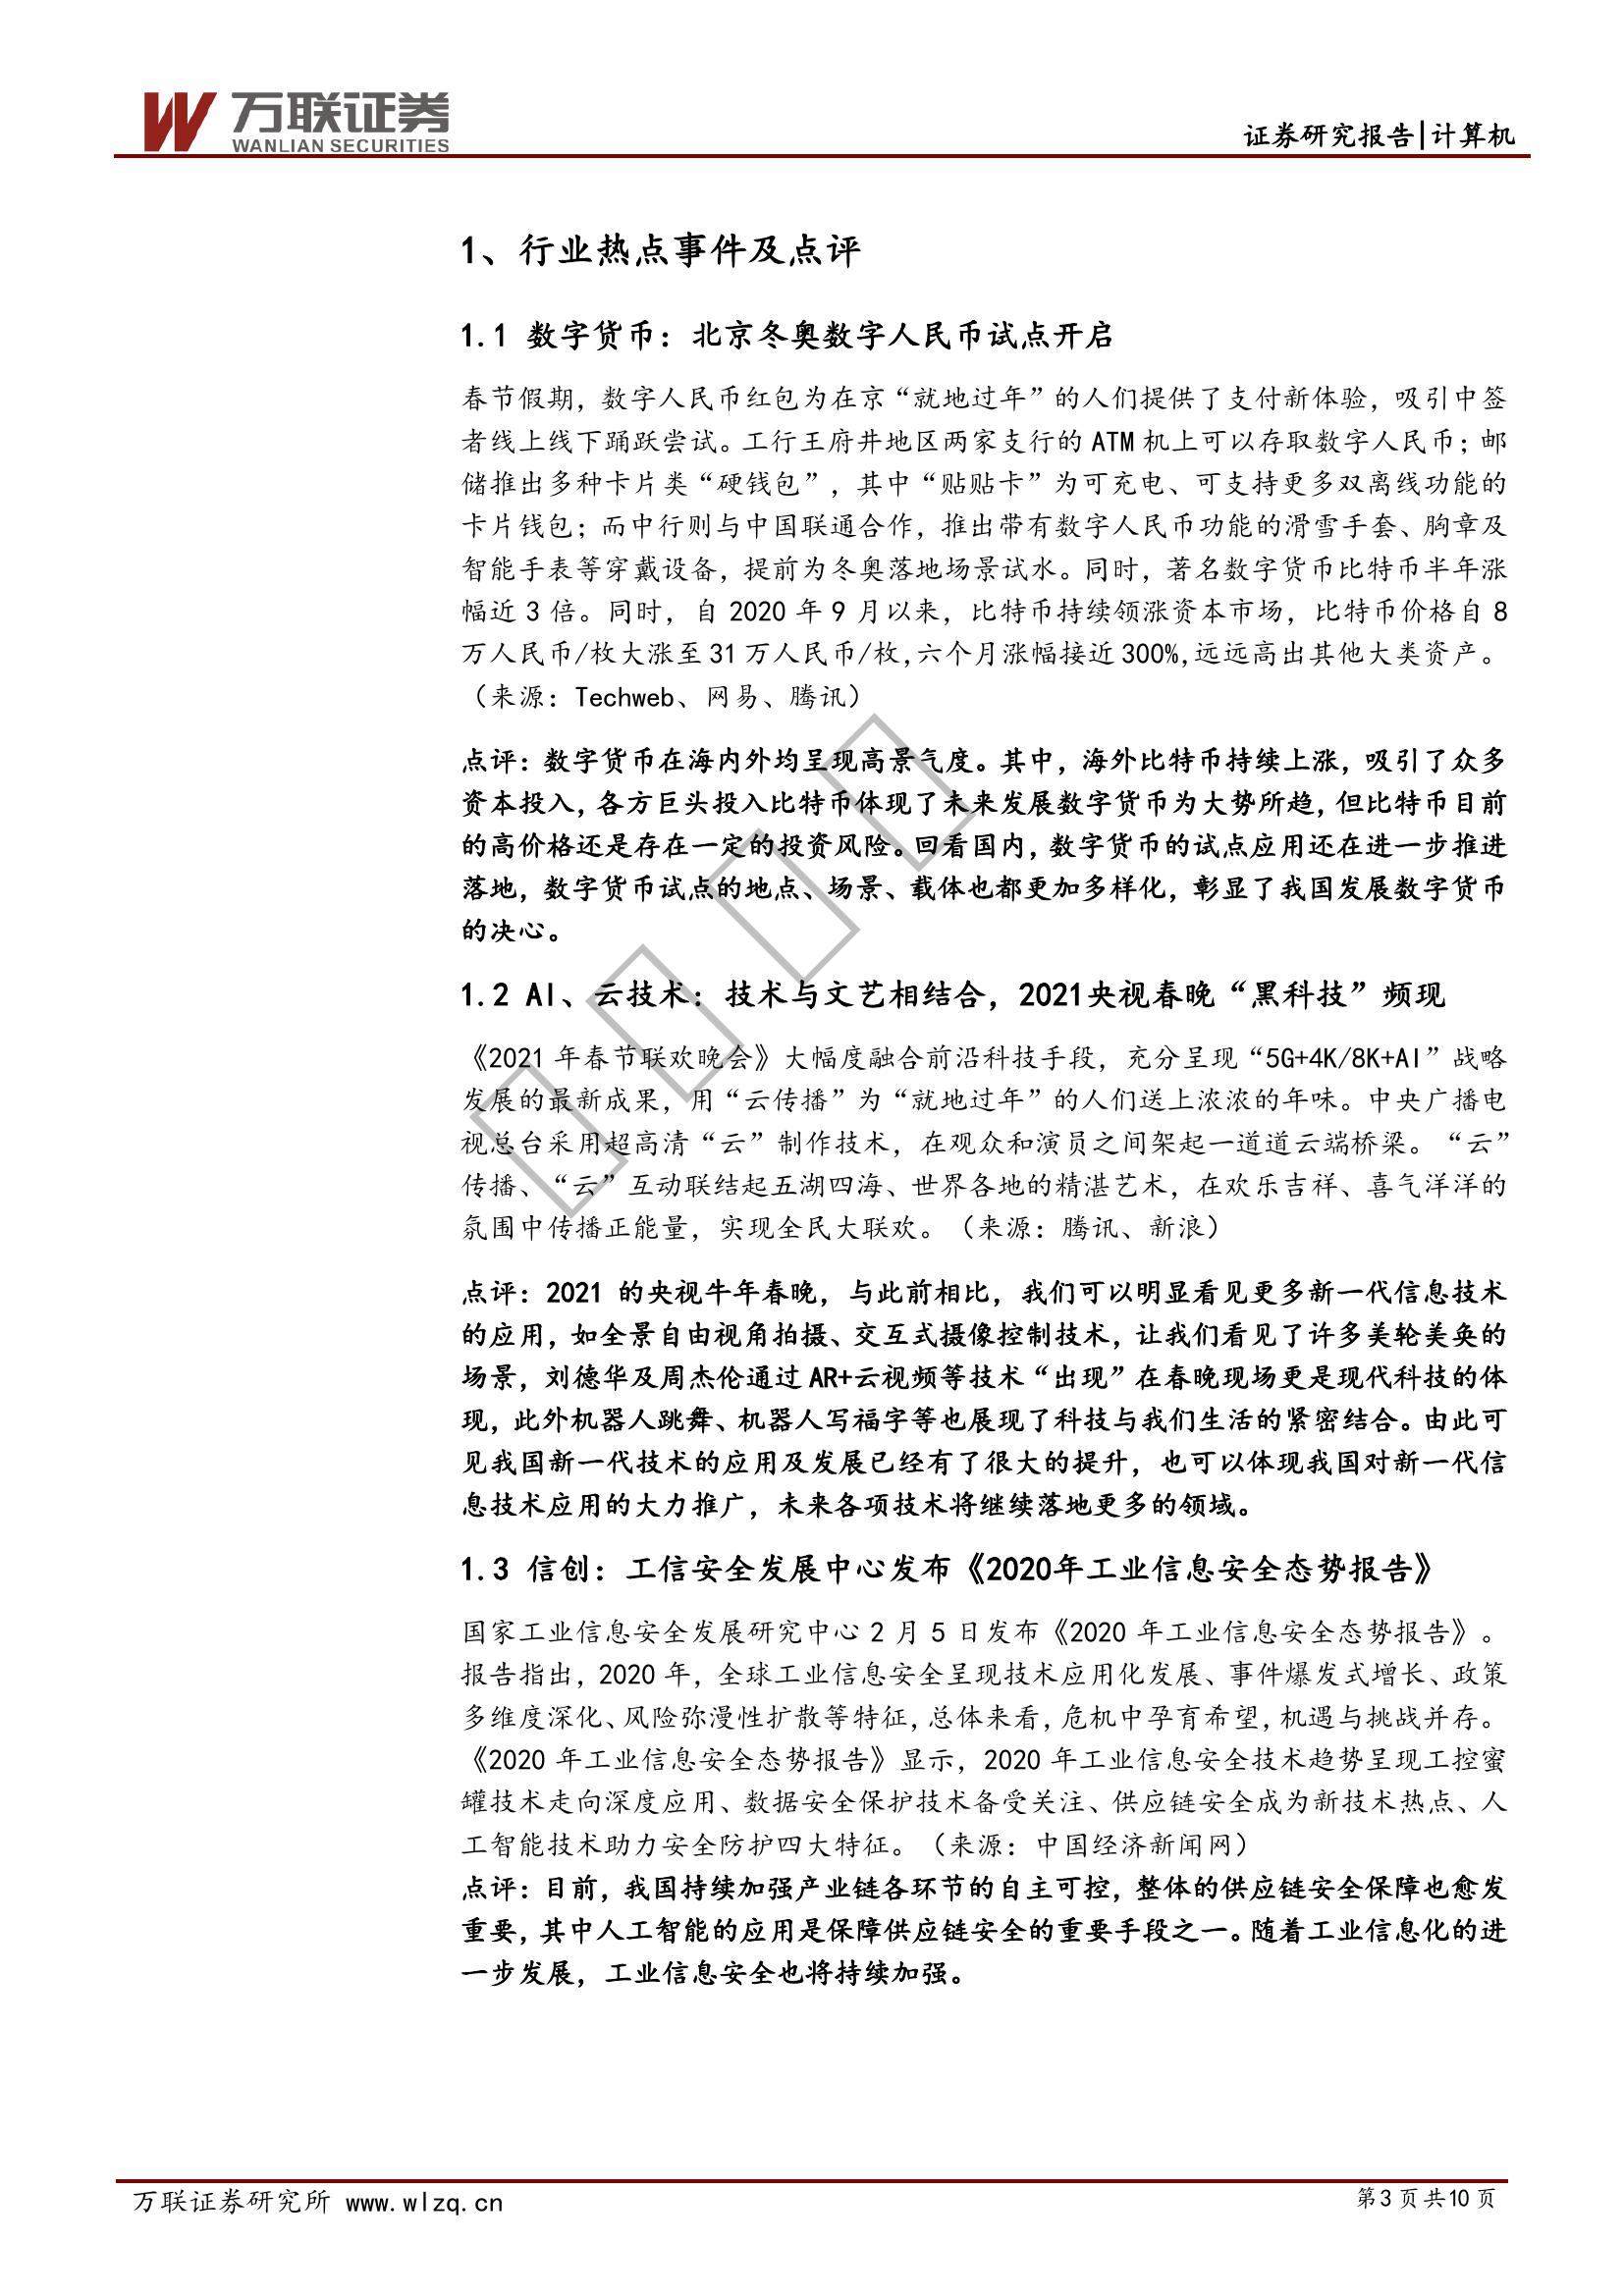 万联证券
WANLIAN SECURITIES
证券研究报告|计算机
1、行业热点事件及点评
1.1 数字货币：北京冬奥数字人民币试点开启
春节假期，数字人民币红包为在京“就地过年”的人们提供了支付新体验，吸引中签
者线上线下踊跃尝试。工行王府井地区两家支行的 ATM 机上可以存取数字人民币；邮
储推出多种卡片类“硬钱包”，其中“贴贴卡”为可充电、可支持更多双离线功能的
卡片钱包；而中行则与中国联通合作，推出带有数字人民币功能的滑雪手套、胸章及
智能手表等穿戴设备，提前为冬奥落地场景试水。同时，著名数字货币比特币半年涨
幅近 3 倍。同时，自 2020 年 9 月以来，比特币持续领涨资本市场，比特币价格自 8
万人民币/枚大涨至 31 万人民币/枚,六个月涨幅接近 300%,远远高出其他大类资产。
（来源：Techweb、网易、腾讯）
点评：数字货币在海内外均呈现高景气度。其中，海外比特币持续上涨，吸引了众多
资本投入，各方巨头投入比特币体现了未来发展数字货币为大势所趋，但比特币目前
的高价格还是存在一定的投资风险。回看国内，数字货币的试点应用还在进一步推进
落地，数字货币试点的地点、场景、载体也都更加多样化，彰显了我国发展数字货币
的决心。
1.2 AI、云技术：技术与文艺相结合，2021央视春晚“黑科技”频现
《2021 年春节联欢晚会》大幅度融合前沿科技手段，充分呈现“5G+4K/8K+AI”战略
发展的最新成果，用“云传播”为“就地过年”的人们送上浓浓的年味。中央广播电
视总台采用超高清“云”制作技术，在观众和演员之间架起一道道云端桥梁。“云”
传播、“云”互动联结起五湖四海、世界各地的精湛艺术，在欢乐吉祥、喜气洋洋的
氛围中传播正能量，实现全民大联欢。（来源：腾讯、新浪）
点评：2021 的央视牛年春晚，与此前相比，我们可以明显看见更多新一代信息技术
的应用，如全景自由视角拍摄、交互式摄像控制技术，让我们看见了许多美轮美奂的
场景，刘德华及周杰伦通过 AR+云视频等技术“出现”在春晚现场更是现代科技的体
现，此外机器人跳舞、机器人写福字等也展现了科技与我们生活的紧密结合。由此可
见我国新一代技术的应用及发展已经有了很大的提升，也可以体现我国对新一代信
息技术应用的大力推广，未来各项技术将继续落地更多的领域。
1.3 信创：工信安全发展中心发布《2020年工业信息安全态势报告》
国家工业信息安全发展研究中心 2 月 5 日发布《2020 年工业信息安全态势报告》。
报告指出，2020 年，全球工业信息安全呈现技术应用化发展、事件爆发式增长、政策
多维度深化、风险弥漫性扩散等特征，总体来看，危机中孕育希望，机遇与挑战并存。
《2020 年工业信息安全态势报告》显示，2020 年工业信息安全技术趋势呈现工控蜜
罐技术走向深度应用、数据安全保护技术备受关注、供应链安全成为新技术热点、人
工智能技术助力安全防护四大特征。（来源：中国经济新闻网）
点评：目前，我国持续加强产业链各环节的自主可控，整体的供应链安全保障也愈发
重要，其中人工智能的应用是保障供应链安全的重要手段之一。随着工业信息化的进
一步发展，工业信息安全也将持续加强。
万联证券研究所 www.wlzq.cn
第 3 页 共 10 页